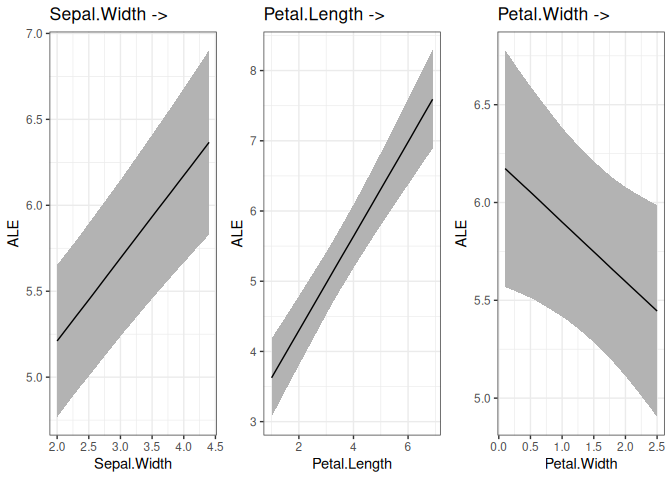 Sepal.Width ->
7.0
6.5
6.0
5.5
5.0
ALE
2.0 2.5 3.0 3.5 4.0 4.5
Sepal.Width
Petal.Length ->
8
7
6
5
4
3
ALE
2 4 6
Petal.Length
Petal.Width ->
6.5
6.0
5.5
5.0
ALE
0.0 0.5 1.0 1.5 2.0 2.5
Petal.Width